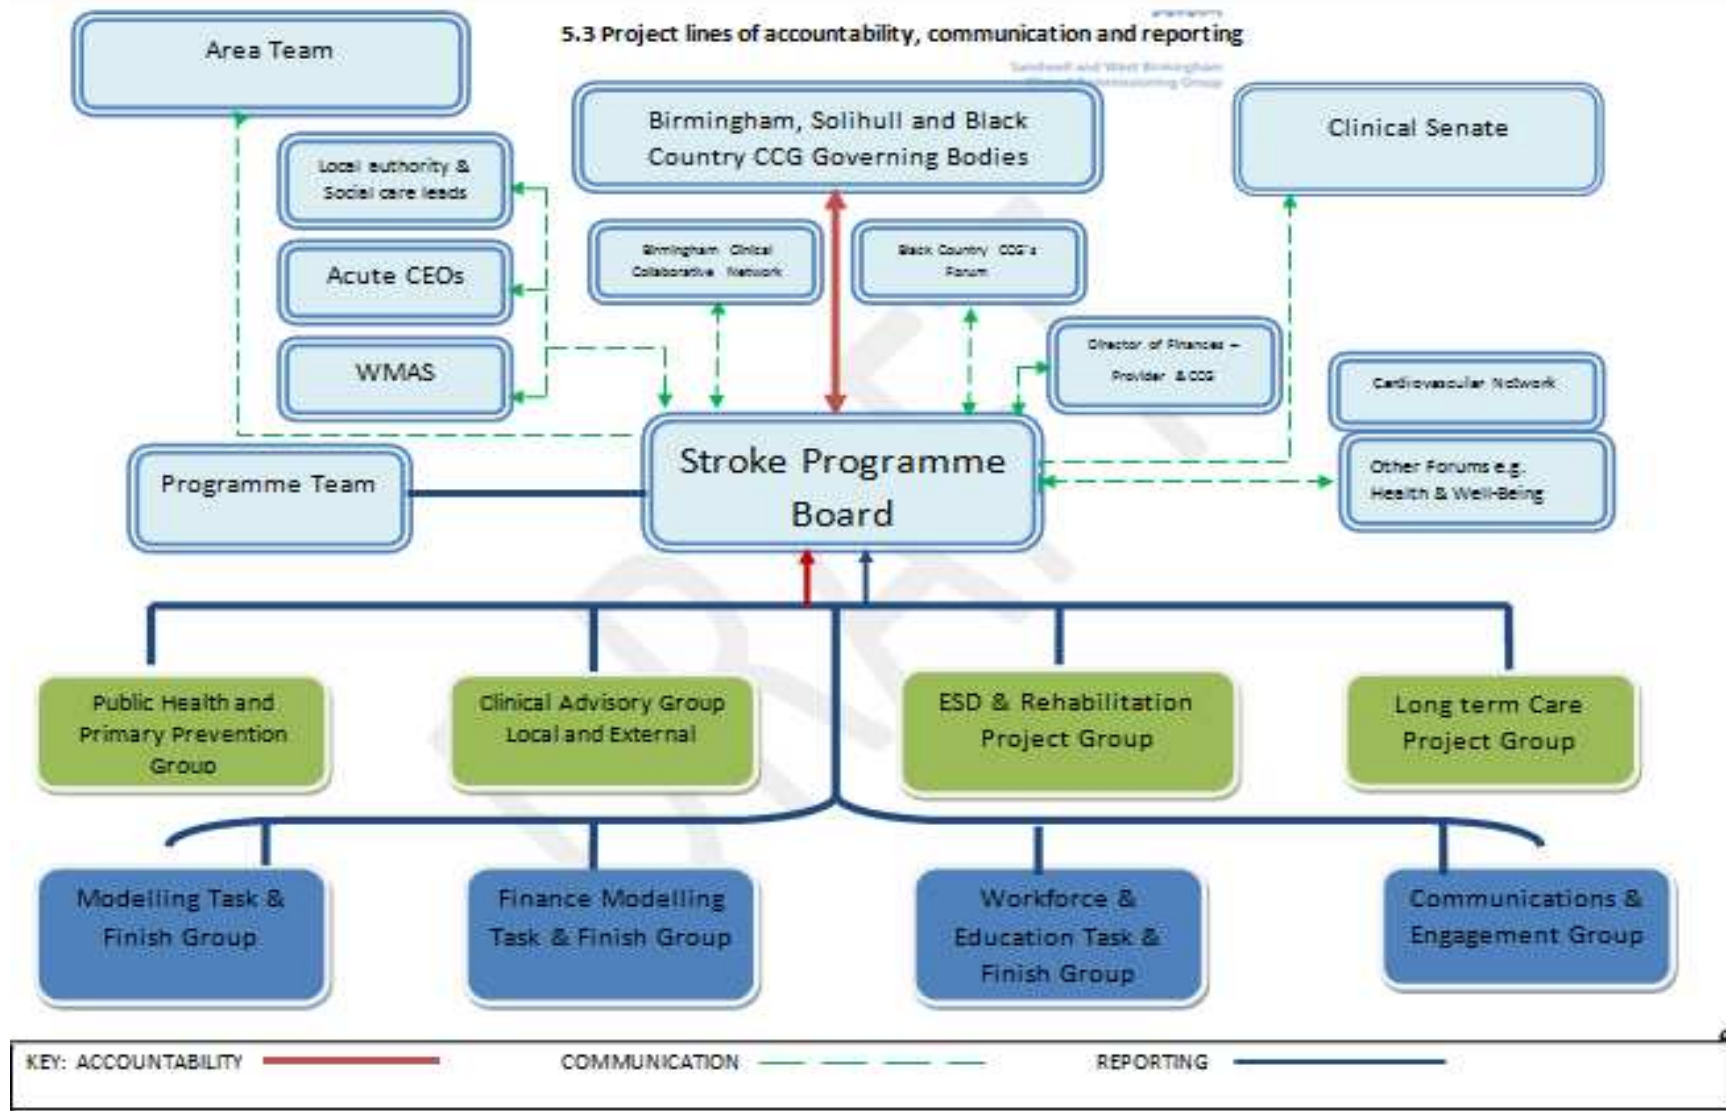 5.3 Project lines of accountability, communication and reporting
Sandwell and West Birmingham
Area Team
Birmingham, Solihull and Black
Country CCG Governing Bodies
Clinical Senate
Local authority &
Social care leads
Acute CEOs
WMAS
Birmingham Clinical
Collaborative Network
Black Country CCG's
Forum
Director of Finances –
Provider & CCG
Cardiovascular Network
Other Forums e.g.
Health & Well-Being
Programme Team
Stroke Programme
Board
Public Health and
Primary Prevention
Group
Clinical Advisory Group
Local and External
ESD & Rehabilitation
Project Group
Long term Care
Project Group
Modelling Task &
Finish Group
Finance Modelling
Task & Finish Group
Workforce &
Education Task &
Finish Group
Communications &
Engagement Group
KEY: ACCOUNTABILITY COMMUNICATION REPORTING
DRAFT